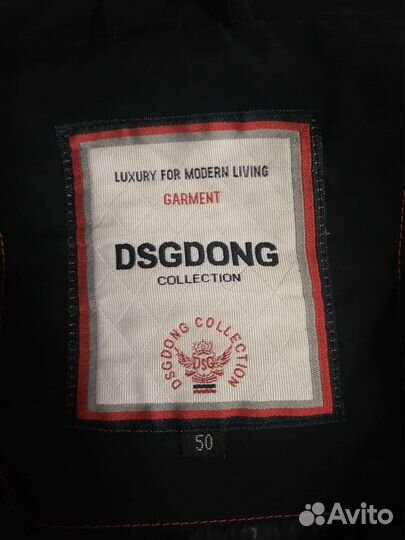 LUXURY FOR MODERN LIVING
GARMENT
DSGDONG
COLLECTION
DSGDONG COLLECTION
DSG
50
Avito